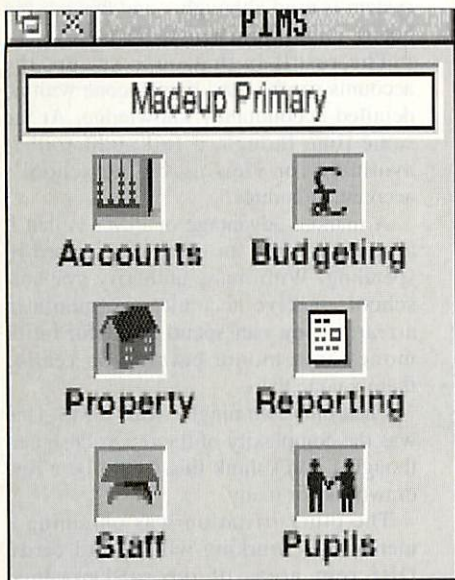 PIMS
Madeup Primary
Accounts Budgeting
Property Reporting
Staff Pupils